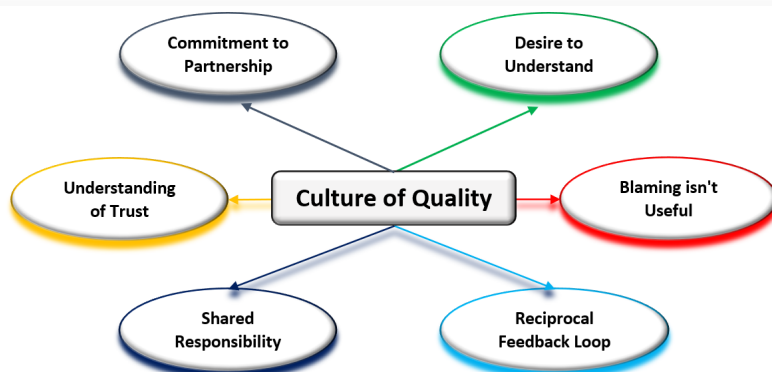 Commitment to
Partnership
Desire to
Understand
Understanding
of Trust
Culture of Quality
Blaming isn't
Useful
Shared
Responsibility
Reciprocal
Feedback Loop